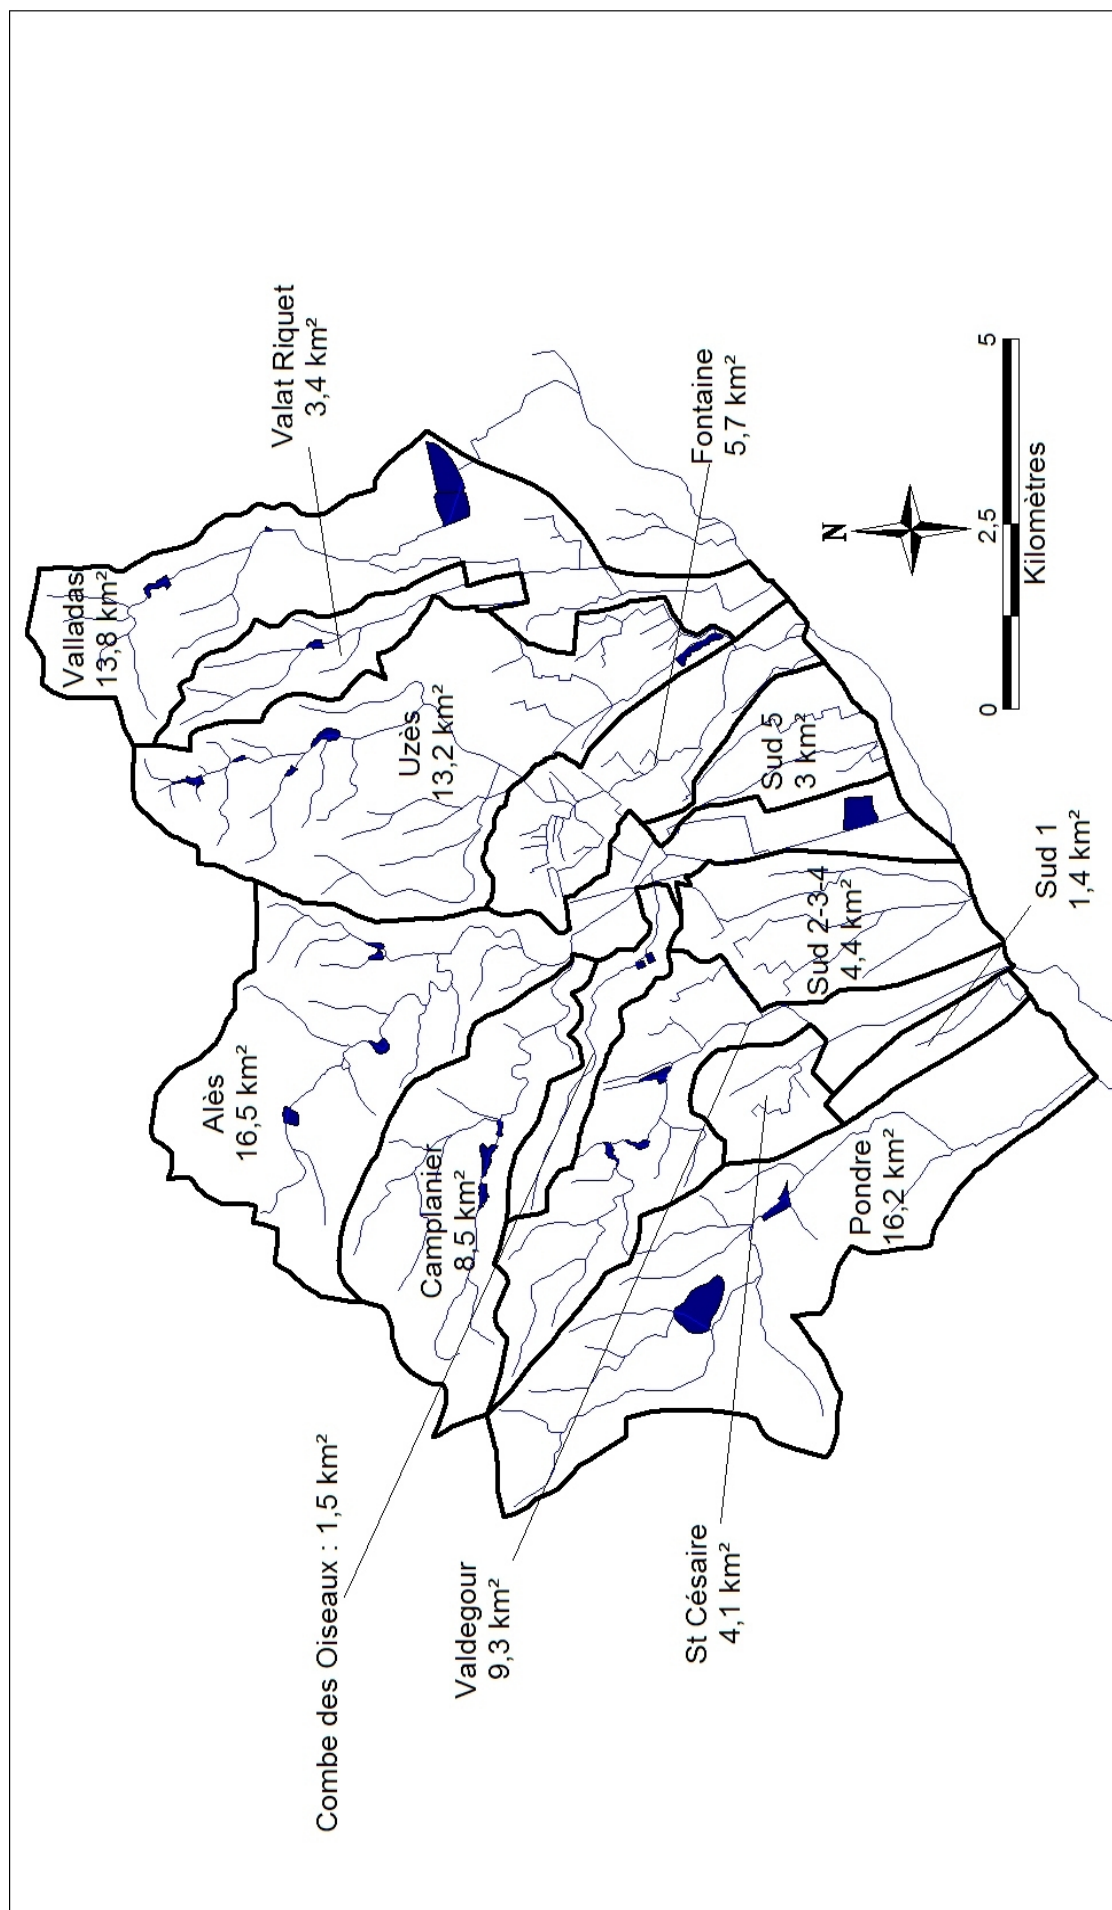 Valladas
13,8 km²
Valat Riquet
3,4 km²
Uzès
13,2 km²
Fontaine
5,7 km²
Alès
16,5 km²
Camplanier
8,5 km²
Combe des Oiseaux : 1,5 km²
Valdegour
9,3 km²
St Césaire
4,1 km²
Pondre
16,2 km²
Sud 5
3 km²
Sud 2-3-4
4,4 km²
Sud 1
1,4 km²
N
0 2,5 5
Kilomètres